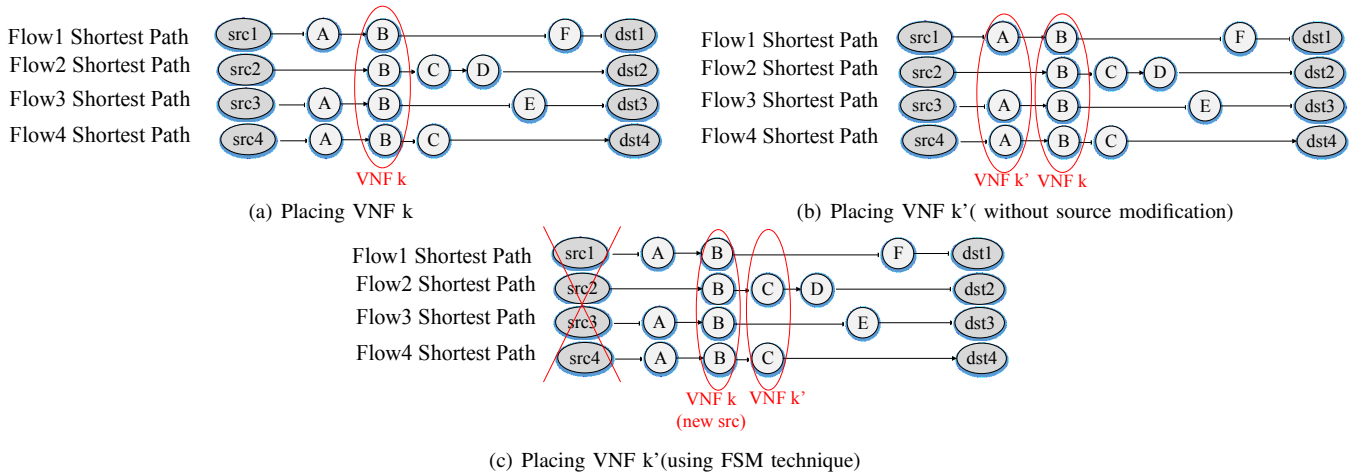 Flow1 Shortest Path src1 A B F dst1
Flow2 Shortest Path src2 B C D dst2
Flow3 Shortest Path src3 A B E dst3
Flow4 Shortest Path src4 A B C dst4
VNF k
(a) Placing VNF k
Flow1 Shortest Path src1 A B F dst1
Flow2 Shortest Path src2 B C D dst2
Flow3 Shortest Path src3 A B E dst3
Flow4 Shortest Path src4 A B C dst4
VNF k' VNF k
(b) Placing VNF k'( without source modification)
Flow1 Shortest Path src1 A B F dst1
Flow2 Shortest Path src2 B C D dst2
Flow3 Shortest Path src3 A B E dst3
Flow4 Shortest Path src4 A B C dst4
VNF k VNF k'
(new src)
(c) Placing VNF k'(using FSM technique)